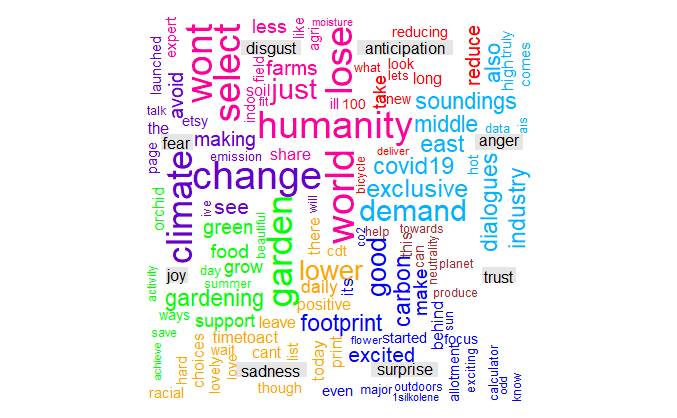 moisture
like
agri
less
expert
launched
wont
select
lose
disgust
anticipation
reducing
reduce
also
high
truly
comes
look
what
lets
long
take
new
100
ill
farms
field
soil
just
indoor
fit
avoid
etsy
talk
the
page
fear
making
emission
share
humanity
soundings
middle
east
data
ais
anger
hot
deliver
bicycle
covid19
exclusive
demand
dialogues
industry
climate
change
world
orchid
see
ive
green
beautiful
garden
will
there
food
cdt
grow
day
summer
activity
joy
gardening
ways
support
save
achieve
lower
daily
positive
its
good
co2
help
this
towards
can
neutrality
planet
carbon
make
produce
trust
leave
footprint
timetoact
wait
cant
list
today
print
flower
started
excited
behind
sun
focus
choices
hard
racial
lovely
love
sadness
though
surprise
even
major
outdoors
1silkolene
allotment
exciting
calculator
odd
know